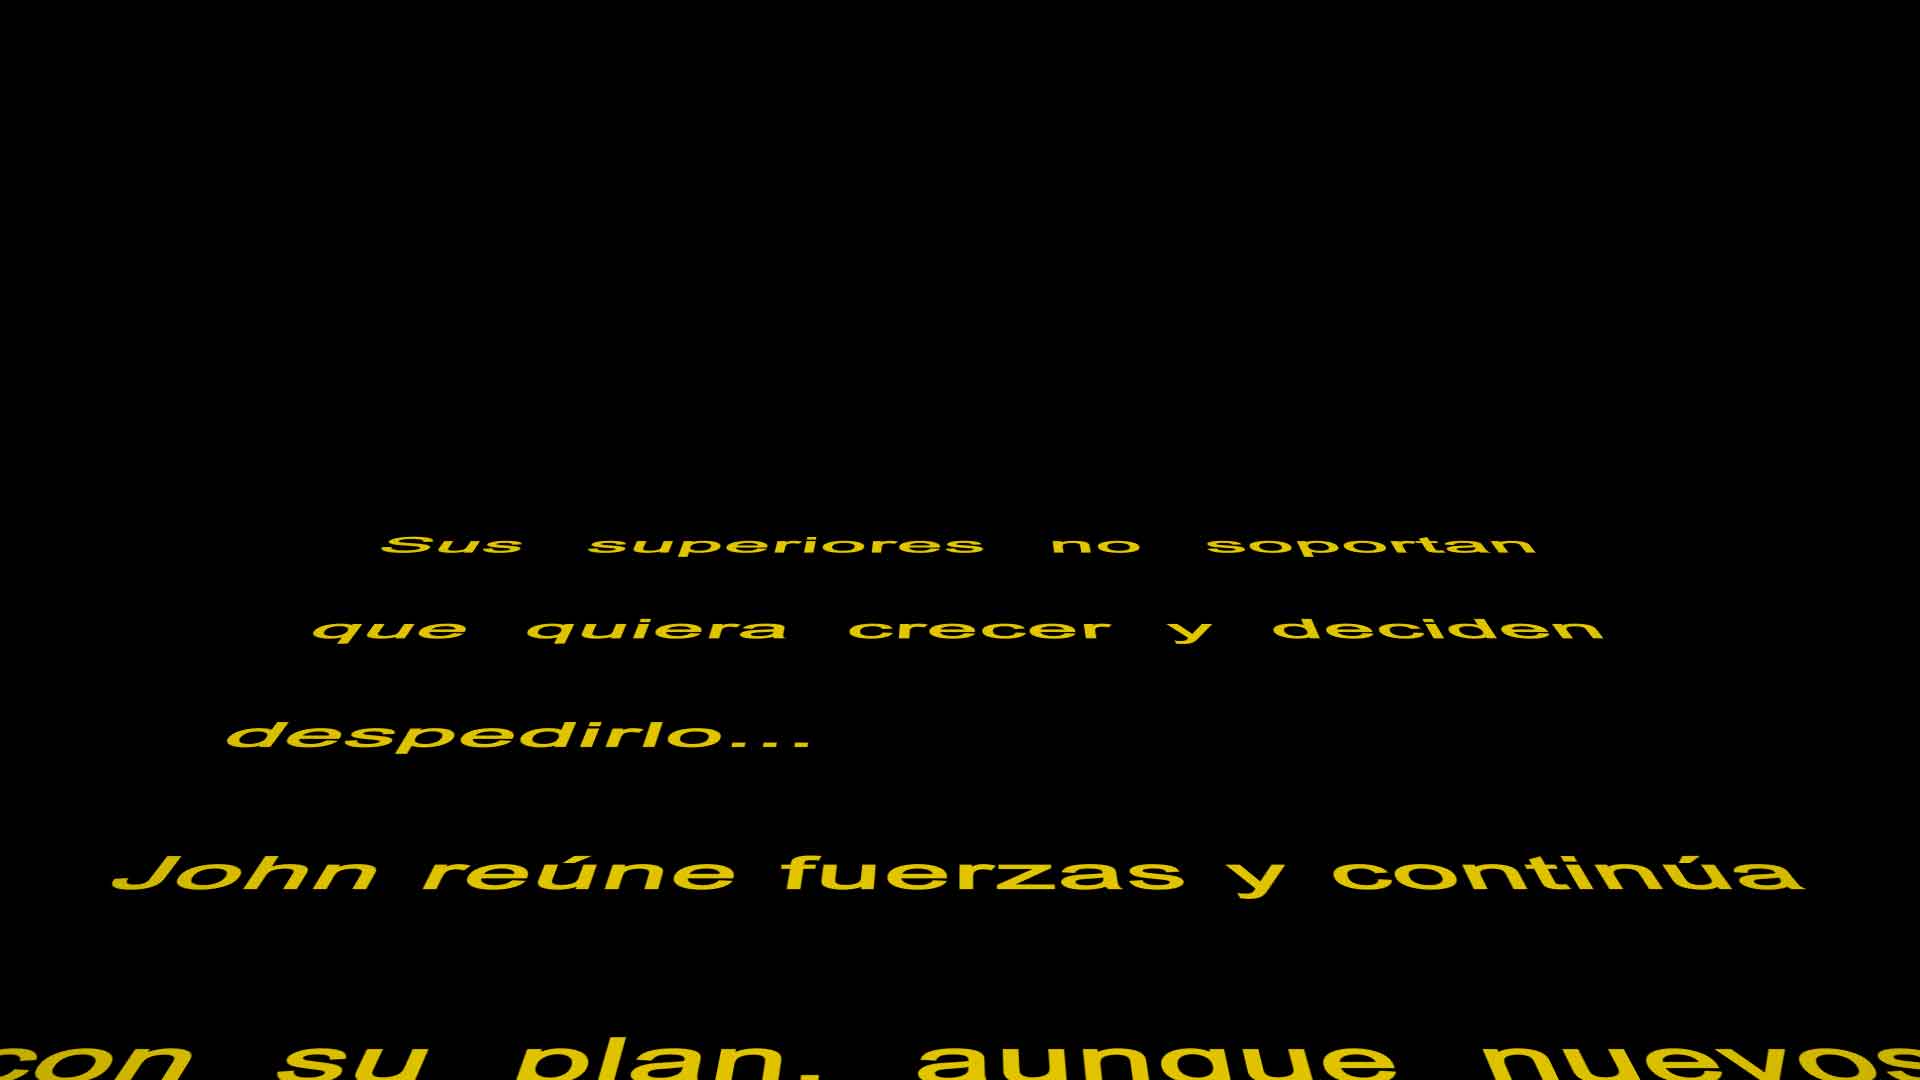 Sus superiores no soportan
que quiera crecer y deciden
despedirlo...
John reúne fuerzas y continúa
con su plan, aunque nuevos